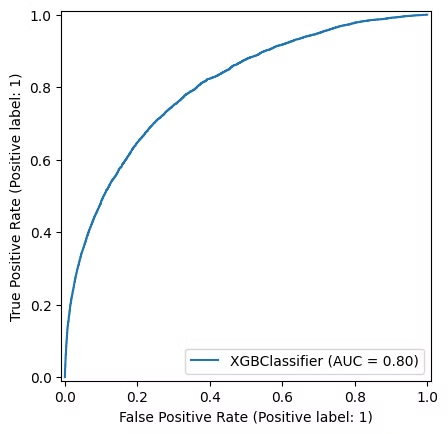 1.0
0.8
0.6
0.4
0.2
0.0
True Positive Rate (Positive label: 1)
XGBClassifier (AUC = 0.80)
0.0 0.2 0.4 0.6 0.8 1.0
False Positive Rate (Positive label: 1)